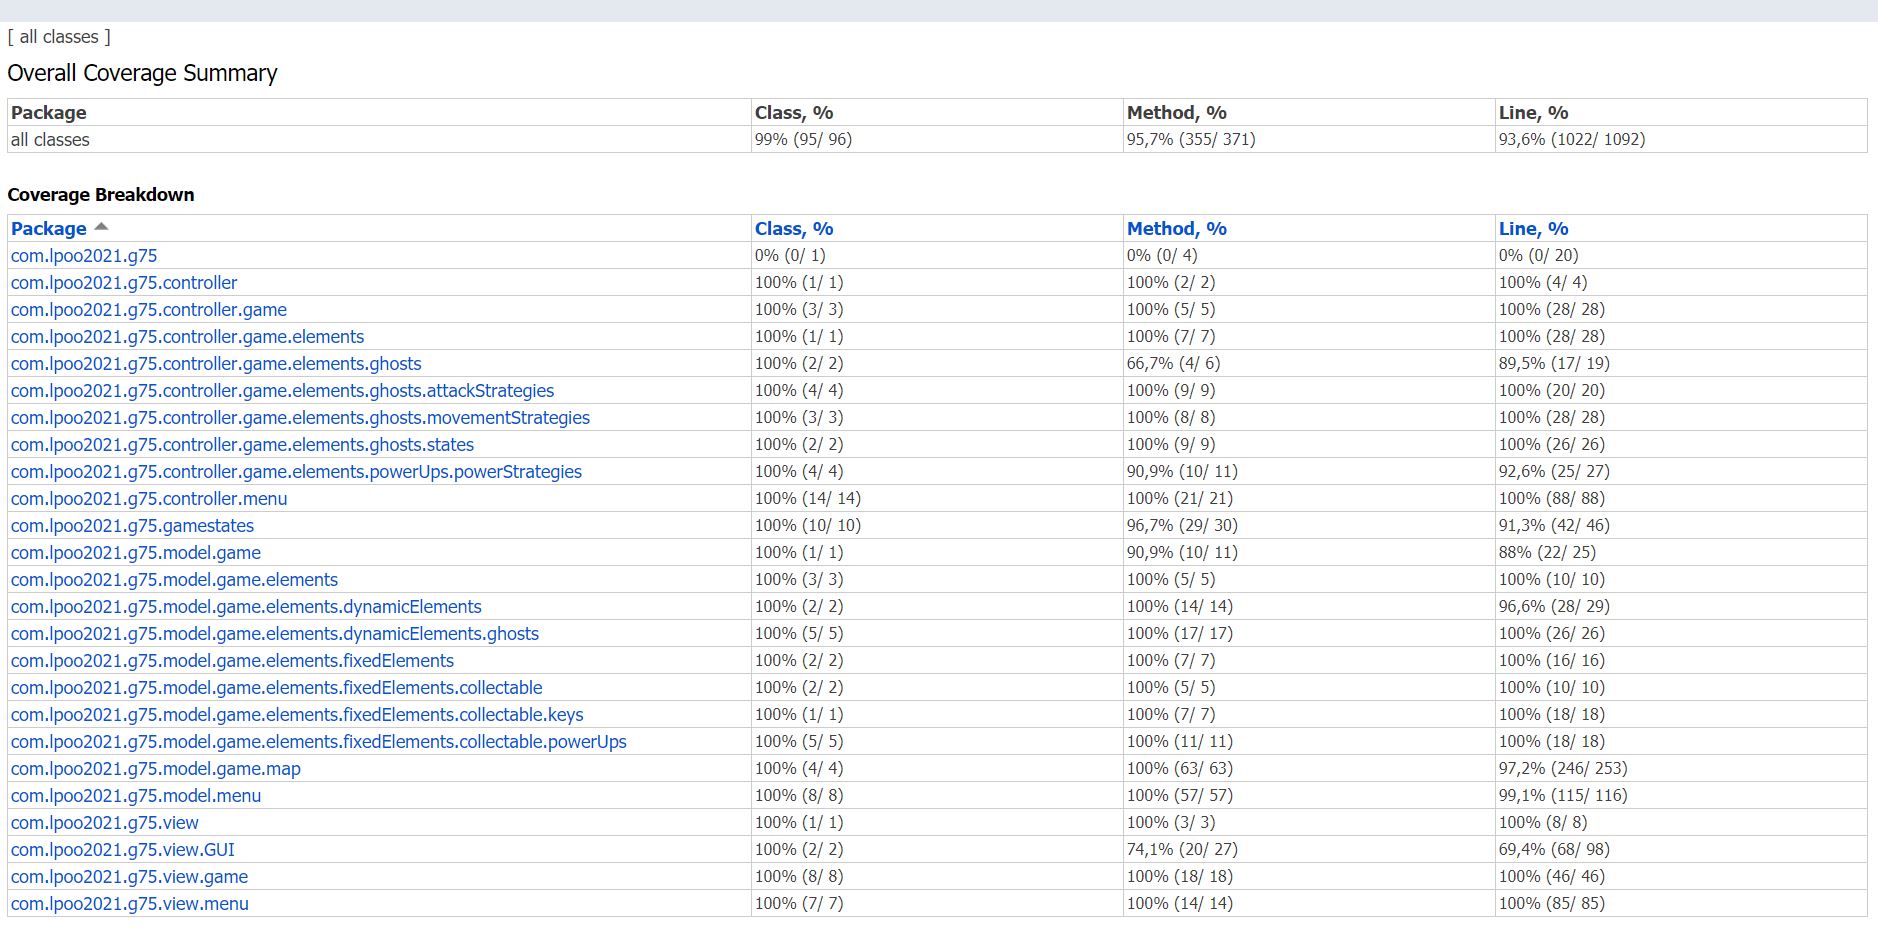 [ all classes ]
Overall Coverage Summary
Package Class, % Method, % Line, %
all classes 99% (95/ 96) 95,7% (355/ 371) 93,6% (1022/ 1092)
Coverage Breakdown
Package Class, % Method, % Line, %
com.lpoo2021.g75 0% (0/ 1) 0% (0/ 4) 0% (0/ 20)
com.lpoo2021.g75.controller 100% (1/ 1) 100% (2/ 2) 100% (4/ 4)
com.lpoo2021.g75.controller.game 100% (3/ 3) 100% (5/ 5) 100% (28/ 28)
com.lpoo2021.g75.controller.game.elements 100% (1/ 1) 100% (7/ 7) 100% (28/ 28)
com.lpoo2021.g75.controller.game.elements.ghosts 100% (2/ 2) 66,7% (4/ 6) 89,5% (17/ 19)
com.lpoo2021.g75.controller.game.elements.ghosts.attackStrategies 100% (4/ 4) 100% (9/ 9) 100% (20/ 20)
com.lpoo2021.g75.controller.game.elements.ghosts.movementStrategies 100% (3/ 3) 100% (8/ 8) 100% (28/ 28)
com.lpoo2021.g75.controller.game.elements.ghosts.states 100% (2/ 2) 100% (9/ 9) 100% (26/ 26)
com.lpoo2021.g75.controller.game.elements.powerUps.powerStrategies 100% (4/ 4) 90,9% (10/ 11) 92,6% (25/ 27)
com.lpoo2021.g75.controller.menu 100% (14/ 14) 100% (21/ 21) 100% (88/ 88)
com.lpoo2021.g75.gamestates 100% (10/ 10) 96,7% (29/ 30) 91,3% (42/ 46)
com.lpoo2021.g75.model.game 100% (1/ 1) 90,9% (10/ 11) 88% (22/ 25)
com.lpoo2021.g75.model.game.elements 100% (3/ 3) 100% (5/ 5) 100% (10/ 10)
com.lpoo2021.g75.model.game.elements.dynamicElements 100% (2/ 2) 100% (14/ 14) 96,6% (28/ 29)
com.lpoo2021.g75.model.game.elements.dynamicElements.ghosts 100% (5/ 5) 100% (17/ 17) 100% (26/ 26)
com.lpoo2021.g75.model.game.elements.fixedElements 100% (2/ 2) 100% (7/ 7) 100% (16/ 16)
com.lpoo2021.g75.model.game.elements.fixedElements.collectable 100% (2/ 2) 100% (5/ 5) 100% (10/ 10)
com.lpoo2021.g75.model.game.elements.fixedElements.collectable.keys 100% (1/ 1) 100% (7/ 7) 100% (18/ 18)
com.lpoo2021.g75.model.game.elements.fixedElements.collectable.powerUps 100% (5/ 5) 100% (11/ 11) 100% (18/ 18)
com.lpoo2021.g75.model.game.map 100% (4/ 4) 100% (63/ 63) 97,2% (246/ 253)
com.lpoo2021.g75.model.menu 100% (8/ 8) 100% (57/ 57) 99,1% (115/ 116)
com.lpoo2021.g75.view 100% (1/ 1) 100% (3/ 3) 100% (8/ 8)
com.lpoo2021.g75.view.GUI 100% (2/ 2) 74,1% (20/ 27) 69,4% (68/ 98)
com.lpoo2021.g75.view.game 100% (8/ 8) 100% (18/ 18) 100% (46/ 46)
com.lpoo2021.g75.view.menu 100% (7/ 7) 100% (14/ 14) 100% (85/ 85)